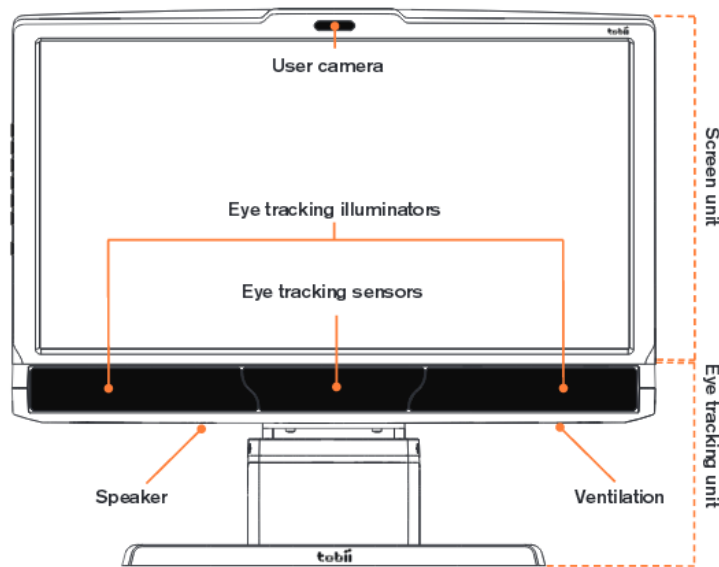 tobii
User camera
Screen unit
Eye tracking illuminators
Eye tracking sensors
Eye tracking unit
Speaker
Ventilation
tobii